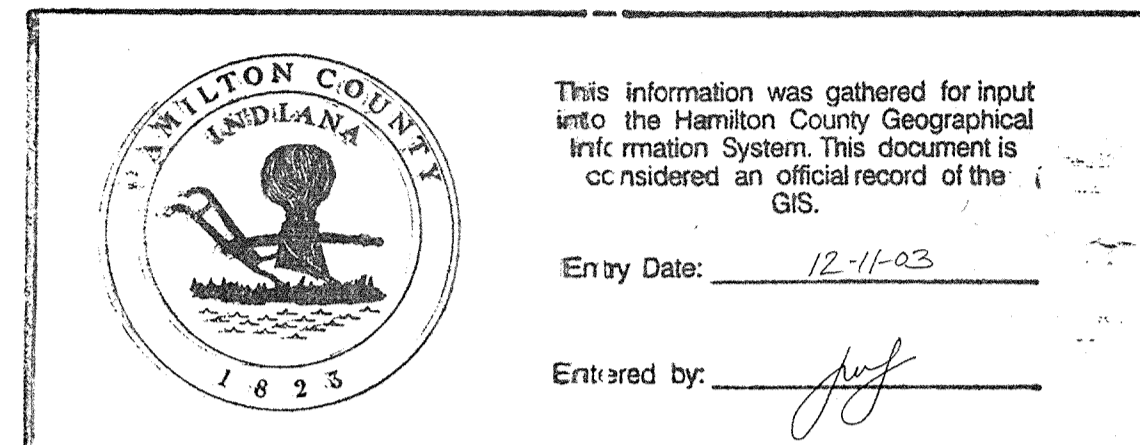 HAMILTON COUNTY
INDIANA
1823
This information was gathered for input
into the Hamilton County Geographical
Information System. This document is
considered an official record of the
GIS.
Entry Date: 12-11-03
Entered by: